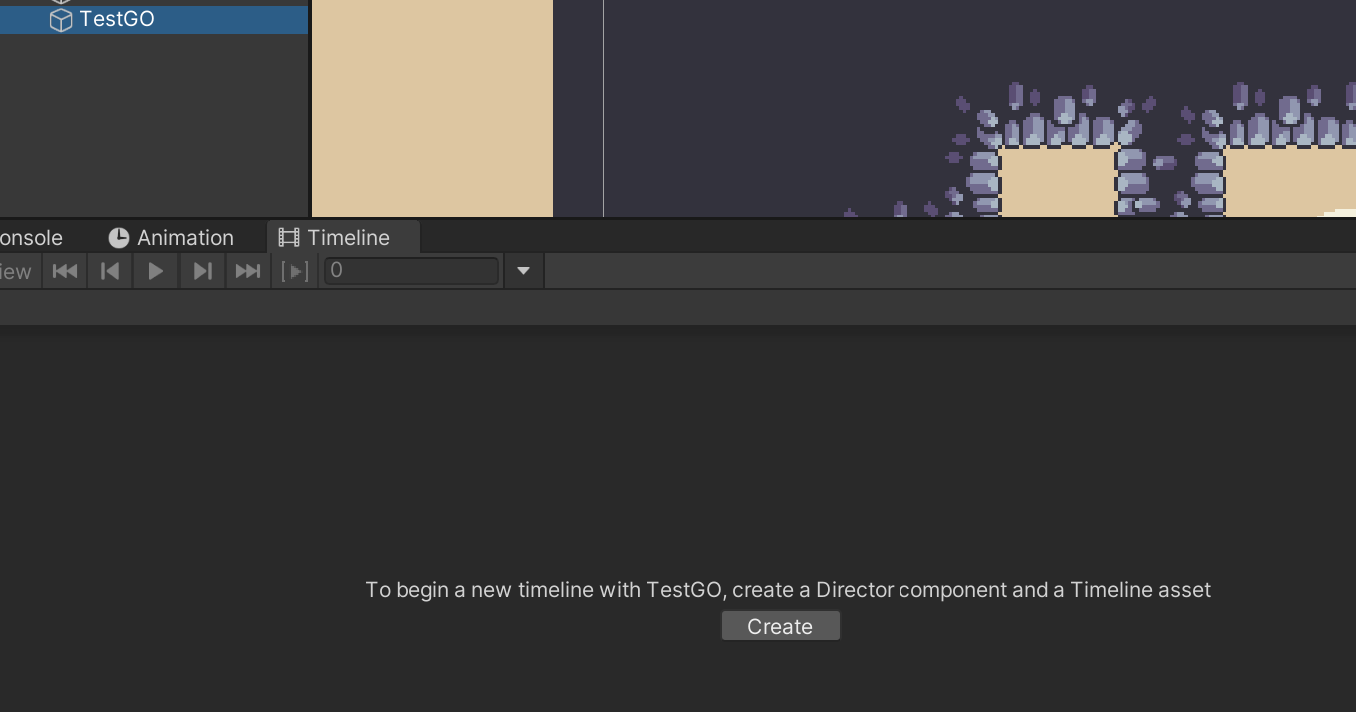 TestGO
onsole Animation Timeline
iew 0
To begin a new timeline with TestGO, create a Director component and a Timeline asset
Create